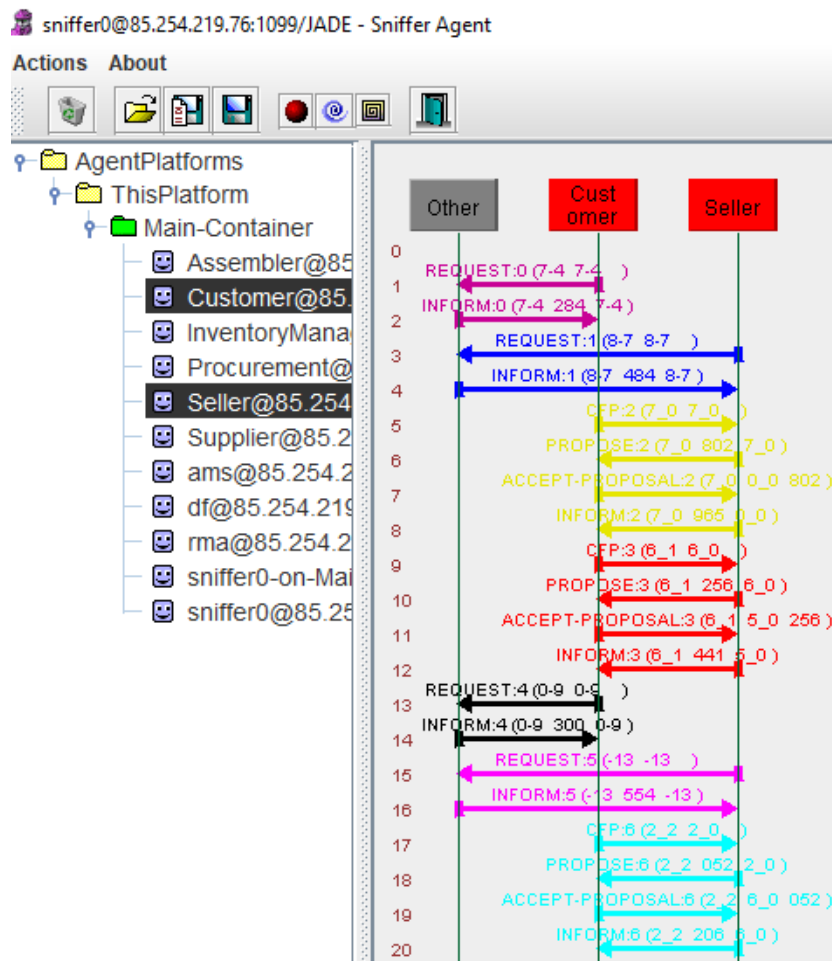 sniffer0@85.254.219.76:1099/JADE - Sniffer Agent
Actions About
AgentPlatforms
ThisPlatform
Main-Container
Assembler@85
Customer@85.
InventoryMana
Procurement@
Seller@85.254
Supplier@85.2
ams@85.254.2
df@85.254.219
rma@85.254.2
sniffer0-on-Mai
sniffer0@85.25
Other
Cust
omer
Seller
0
REQUEST:0 (7-4 7-4 )
1
INFORM:0 (7-4 284 7-4 )
2
REQUEST:1 (8-7 8-7 )
3
INFORM:1 (8-7 484 8-7 )
4
CFP:2 (7_0 7_0 )
5
PROPOSE:2 (7_0 802 7_0 )
6
ACCEPT-PROPOSAL:2 (7_0 0_0 802 )
7
INFORM:2 (7_0 965 0_0 )
8
CFP:3 (6_1 6_0 )
9
PROPOSE:3 (6_1 256 6_0 )
10
ACCEPT-PROPOSAL:3 (6_1 5_0 256 )
11
INFORM:3 (6_1 441 5_0 )
12
REQUEST:4 (0-9 0-9 )
13
INFORM:4 (0-9 300 0-9 )
14
REQUEST:5 (-13 -13 )
15
INFORM:5 (-13 554 -13 )
16
CFP:6 (2_2 2_0 )
17
PROPOSE:6 (2_2 052 2_0 )
18
ACCEPT-PROPOSAL:6 (2_2 6_0 052 )
19
INFORM:6 (2_2 206 6_0 )
20